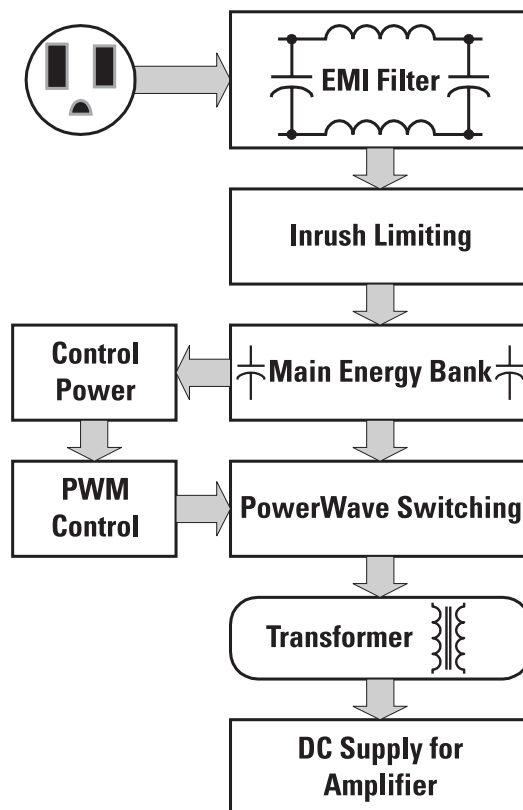 EMI Filter
Inrush Limiting
Control
Power
Main Energy Bank
PWM
Control
PowerWave Switching
Transformer
DC Supply for
Amplifier